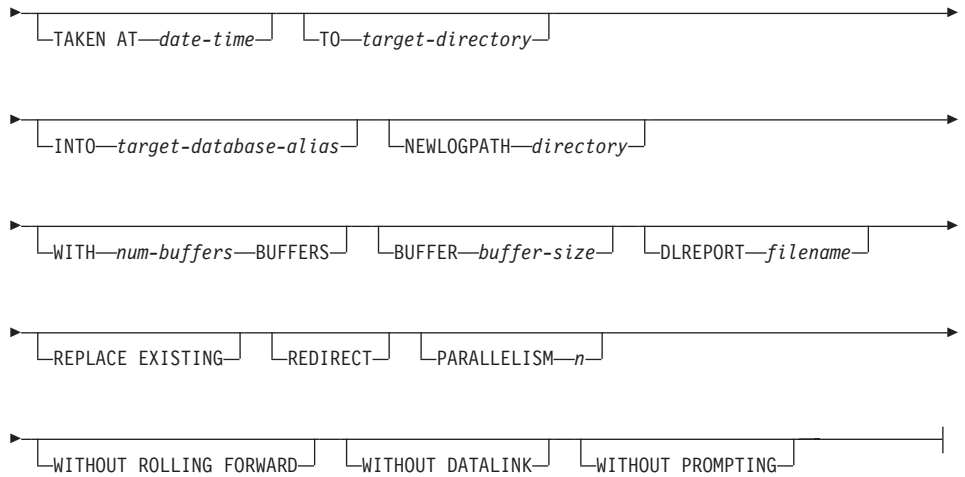 TAKEN AT date-time TO target-directory
INTO target-database-alias NEWLOGPATH directory
WITH num-buffers BUFFERS BUFFER buffer-size DLREPORT filename
REPLACE EXISTING REDIRECT PARALLELISM n
WITHOUT ROLLING FORWARD WITHOUT DATALINK WITHOUT PROMPTING